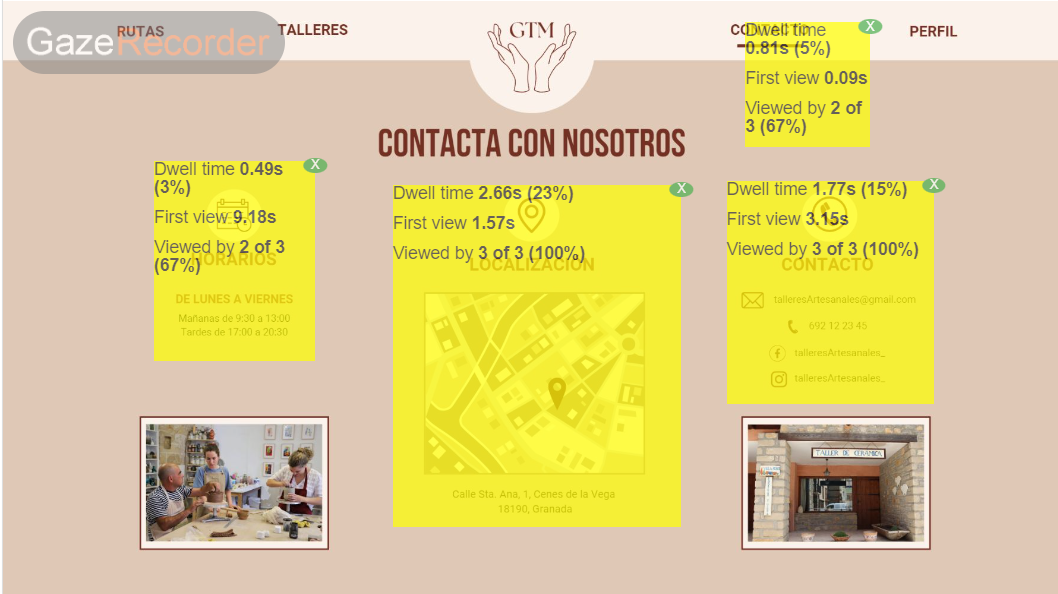 GazeRecorder
RUTAS
TALLERES
GTM
PERFIL
Dwell time
0.81s (5%)
First view 0.09s
Viewed by 2 of
3 (67%)
X
CONTACTA CON NOSOTROS
Dwell time 0.49s
(3%)
First view 9.18s
Viewed by 2 of 3
(67%)
X
HORARIOS
DE LUNES A VIERNES
Mañanas de 9:30 a 13:00
Tardes de 17:00 a 20:30
Dwell time 2.66s (23%)
First view 1.57s
Viewed by 3 of 3 (100%)
X
LOCALIZACIÓN
Calle Sta. Ana, 1, Cenes de la Vega
18190, Granada
Dwell time 1.77s (15%)
First view 3.15s
Viewed by 3 of 3 (100%)
X
CONTACTO
talleresArtesanales@gmail.com
692 12 23 45
talleresArtesanales_
talleresArtesanales_
TALLER DE CERAMICA